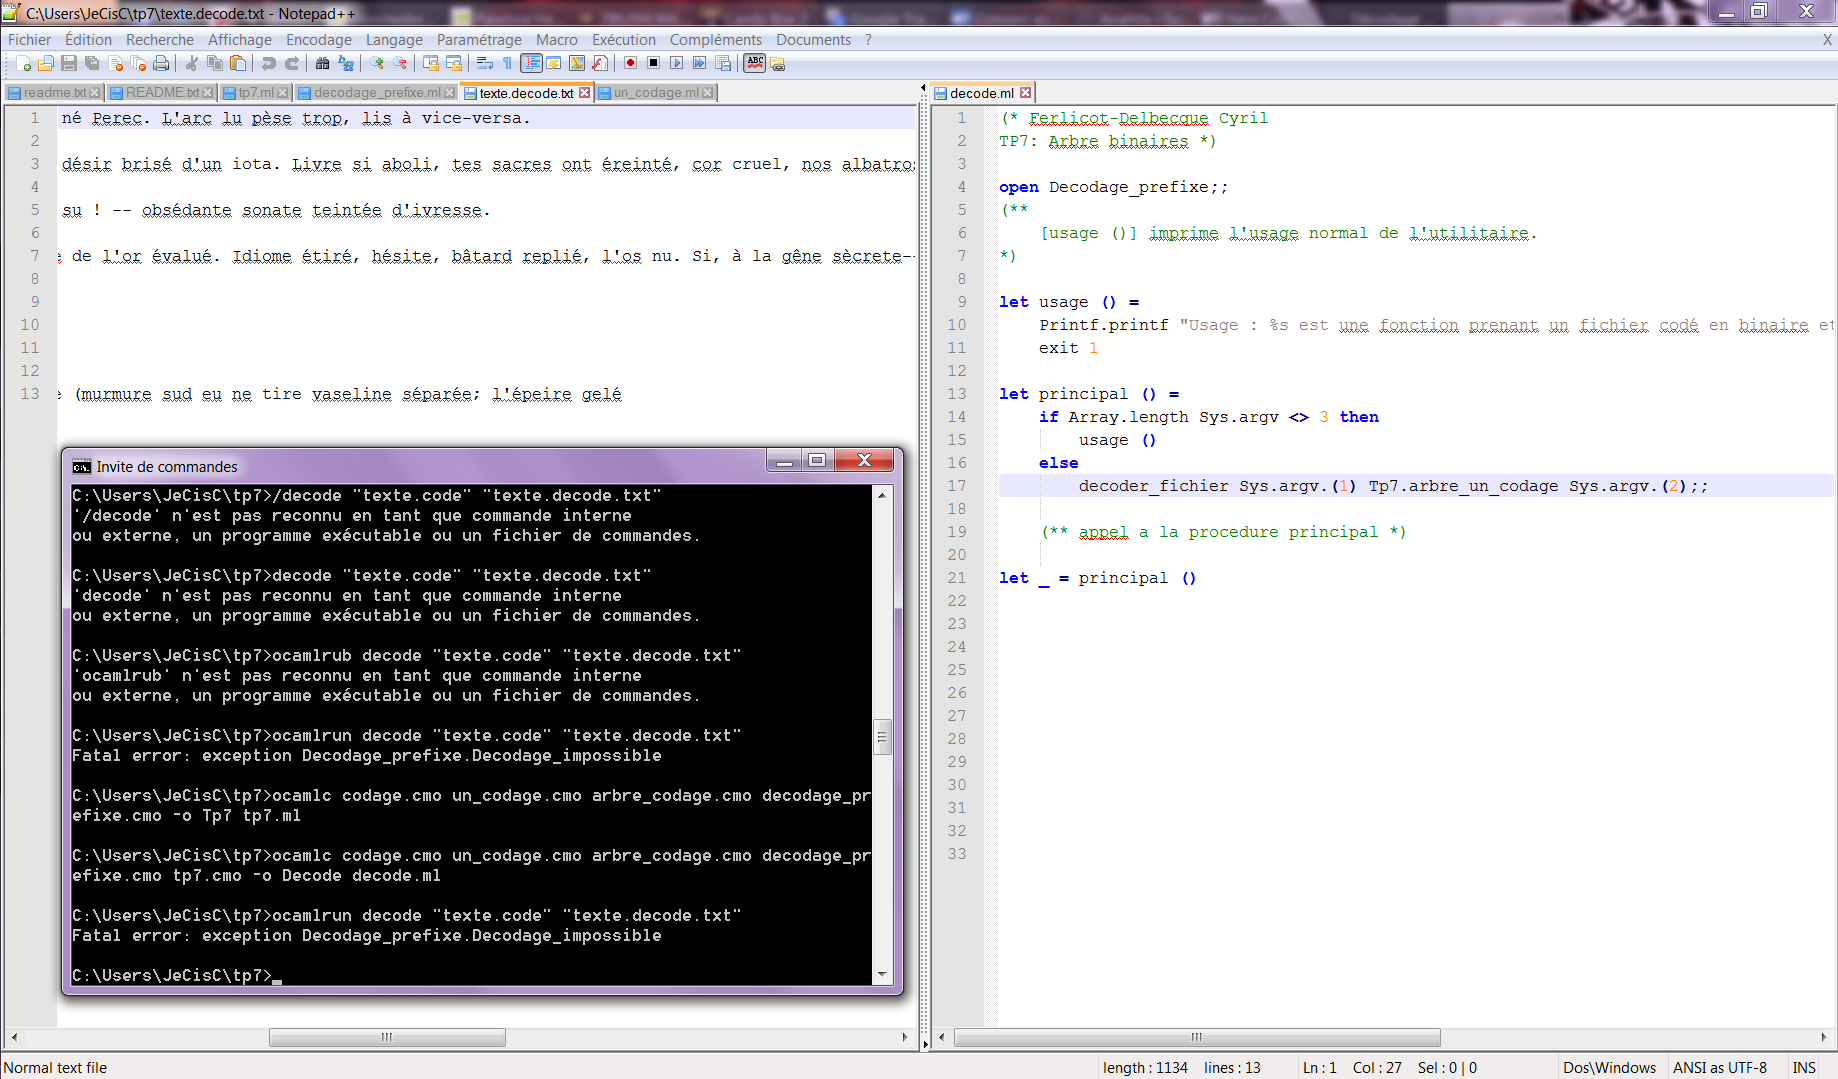 C:\Users\JeCisC\tp7\texte.decode.txt - Notepad++
Fichier Édition Recherche Affichage Encodage Langage Paramétrage Macro Exécution Compléments Documents ? X
readme.txt README.txt tp7.ml decodage_prefixe.ml texte.decode.txt un_codage.ml
1 né Perec. L'arc lu pèse trop, lis à vice-versa.
2
3 désir brisé d'un iota. Livre si aboli, tes sacres ont éreinté, cor cruel, nos albatros
4
5 su ! -- obsédante sonate teintée d'ivresse.
6
7 e de l'or évalué. Idiome étiré, hésite, bâtard replié, l'os nu. Si, à la gêne sècrete--
8
9
10
11
12
13 e (murmure sud eu ne tire vaseline séparée; l'épeire gelé
Invite de commandes
C:\Users\JeCisC\tp7>/decode "texte.code" "texte.decode.txt"
'/decode' n'est pas reconnu en tant que commande interne
ou externe, un programme exécutable ou un fichier de commandes.
C:\Users\JeCisC\tp7>decode "texte.code" "texte.decode.txt"
'decode' n'est pas reconnu en tant que commande interne
ou externe, un programme exécutable ou un fichier de commandes.
C:\Users\JeCisC\tp7>ocamlrub decode "texte.code" "texte.decode.txt"
'ocamlrub' n'est pas reconnu en tant que commande interne
ou externe, un programme exécutable ou un fichier de commandes.
C:\Users\JeCisC\tp7>ocamlrun decode "texte.code" "texte.decode.txt"
Fatal error: exception Decodage_prefixe.Decodage_impossible
C:\Users\JeCisC\tp7>ocamlc codage.cmo un_codage.cmo arbre_codage.cmo decodage_pr
efixe.cmo -o Tp7 tp7.ml
C:\Users\JeCisC\tp7>ocamlc codage.cmo un_codage.cmo arbre_codage.cmo decodage_pr
efixe.cmo tp7.cmo -o Decode decode.ml
C:\Users\JeCisC\tp7>ocamlrun decode "texte.code" "texte.decode.txt"
Fatal error: exception Decodage_prefixe.Decodage_impossible
C:\Users\JeCisC\tp7>_
decode.ml
1 (* Ferlicot-Delbecque Cyril
2 TP7: Arbre binaires *)
3
4 open Decodage_prefixe;;
5 (**
6 [usage ()] imprime l'usage normal de l'utilitaire.
7 *)
8
9 let usage () =
10 Printf.printf "Usage : %s est une fonction prenant un fichier codé en binaire et
11 exit 1
12
13 let principal () =
14 if Array.length Sys.argv <> 3 then
15 usage ()
16 else
17 decoder_fichier Sys.argv.(1) Tp7.arbre_un_codage Sys.argv.(2);;
18
19 (** appel a la procedure principal *)
20
21 let _ = principal ()
22
23
24
25
26
27
28
29
30
31
32
33
Normal text file length : 1134 lines : 13 Ln : 1 Col : 27 Sel : 0 | 0 Dos\Windows ANSI as UTF-8 INS